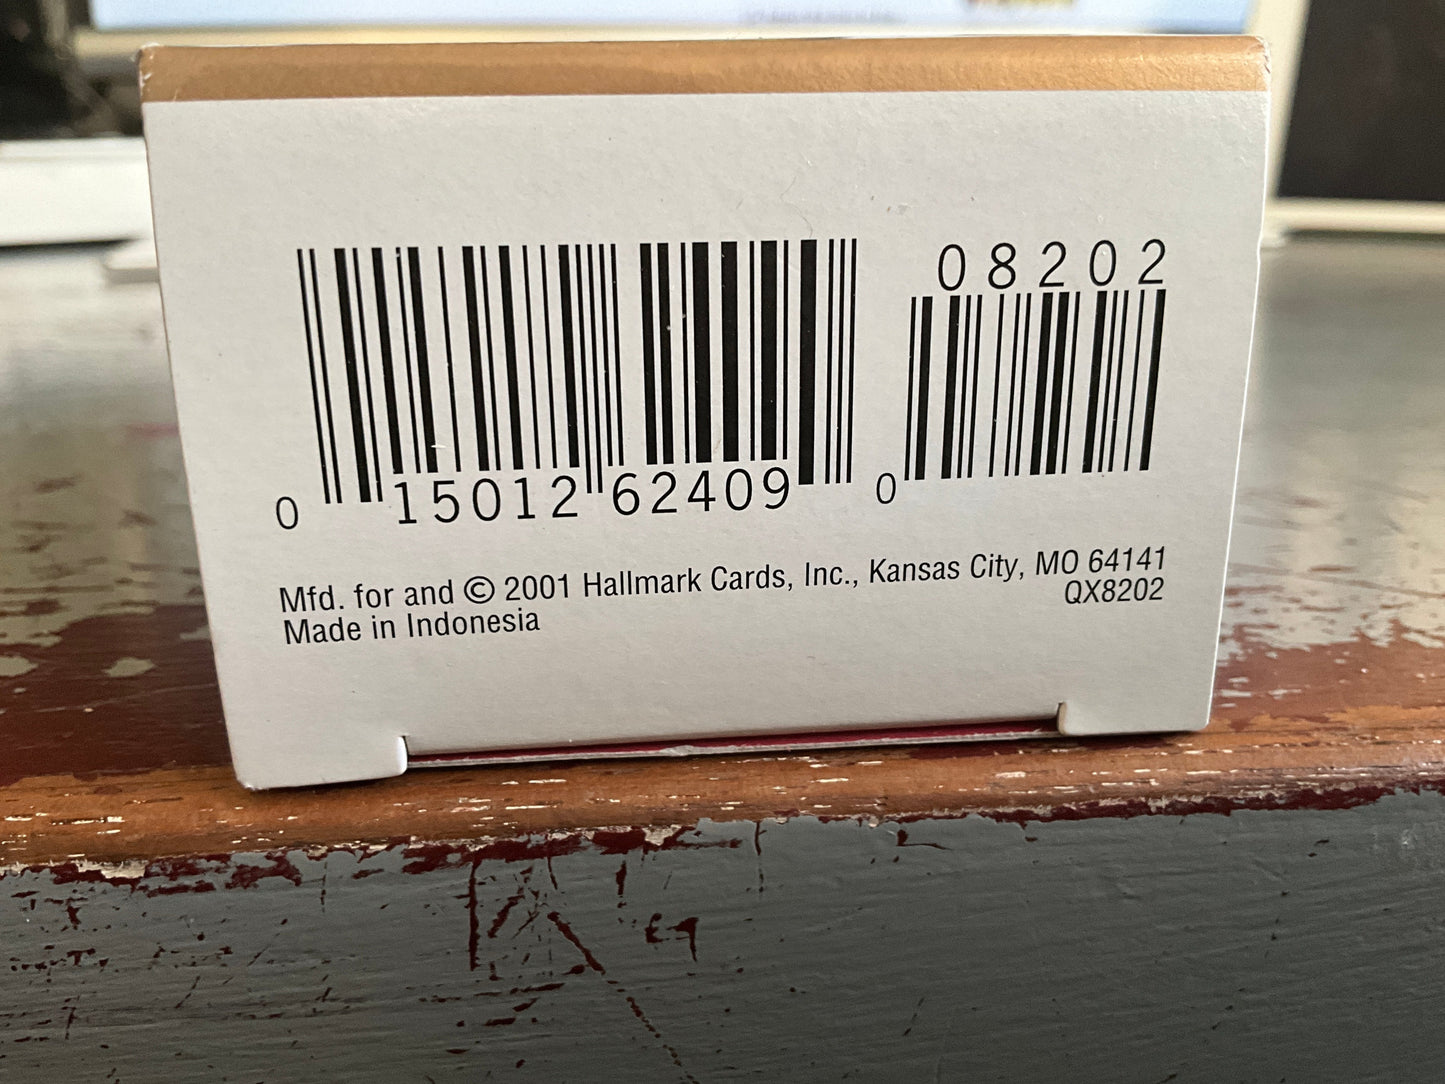 08202
0 15012 62409 0
Mfd. for and © 2001 Hallmark Cards, Inc., Kansas City, MO 64141
QX8202
Made in Indonesia